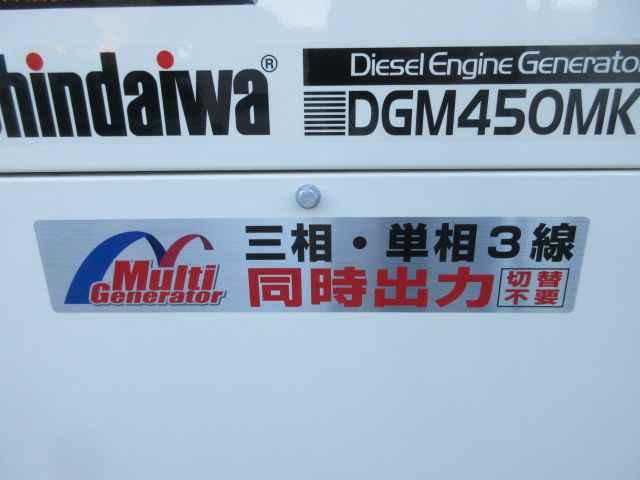 hindaiwa®
Diesel Engine Generato
DGM450MK
Multi
Generator
三相・単相3線
同時出力
切替
不要